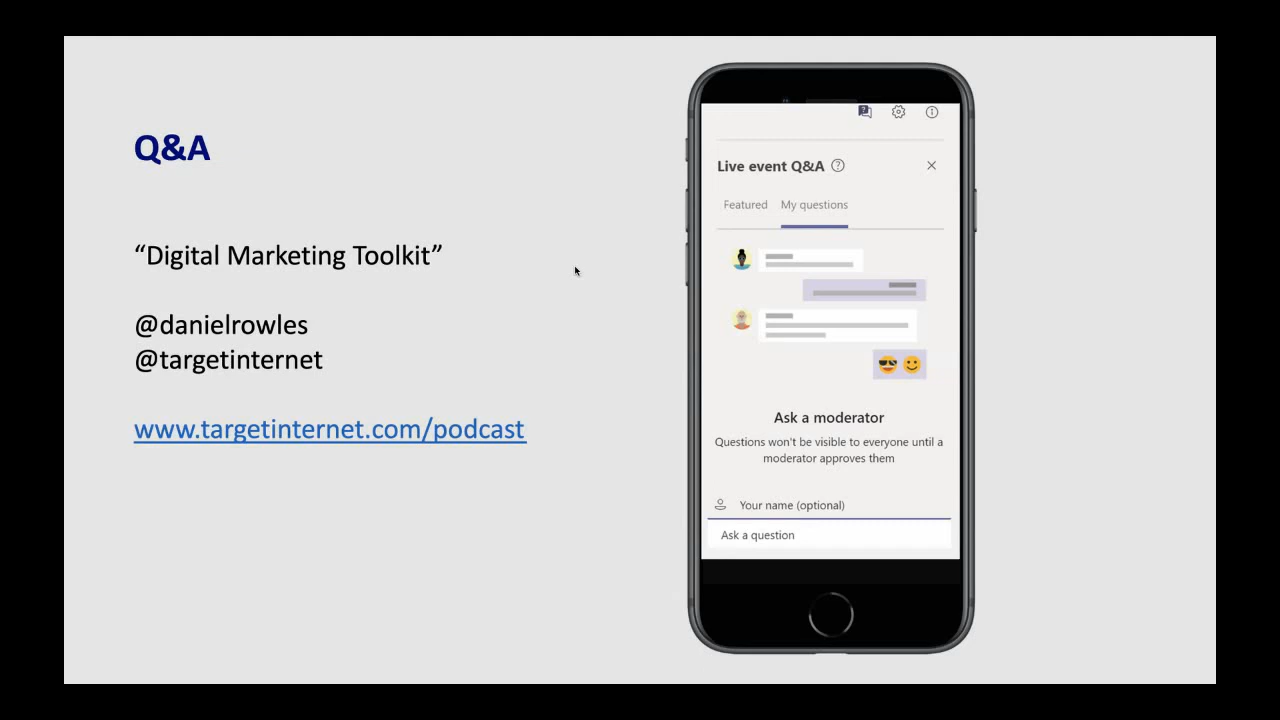 Q&A
“Digital Marketing Toolkit”
@danielrowles
@targetinternet
www.targetinternet.com/podcast
Live event Q&A
Featured My questions
Ask a moderator
Questions won't be visible to everyone until a
moderator approves them
Your name (optional)
Ask a question